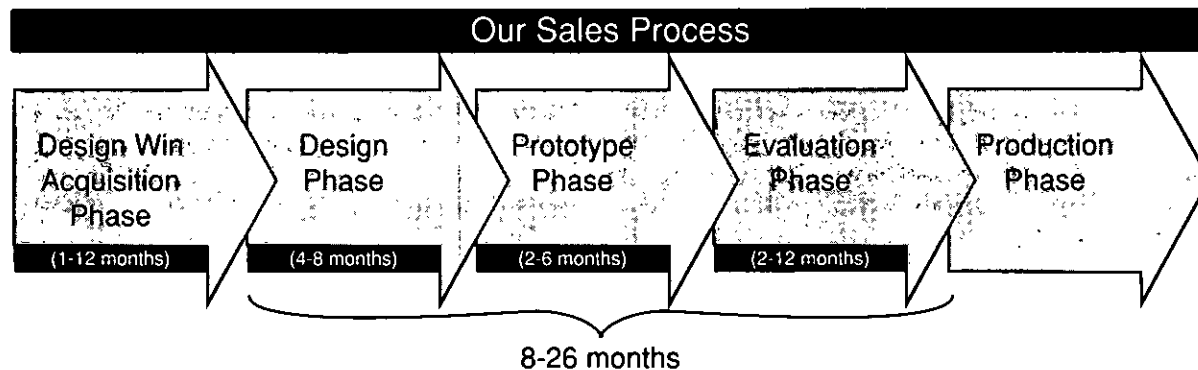 Our Sales Process
Design Win
Acquisition
Phase
(1-12 months)
Design
Phase
(4-8 months)
Prototype
Phase
(2-6 months)
Evaluation
Phase
(2-12 months)
Production
Phase
8-26 months